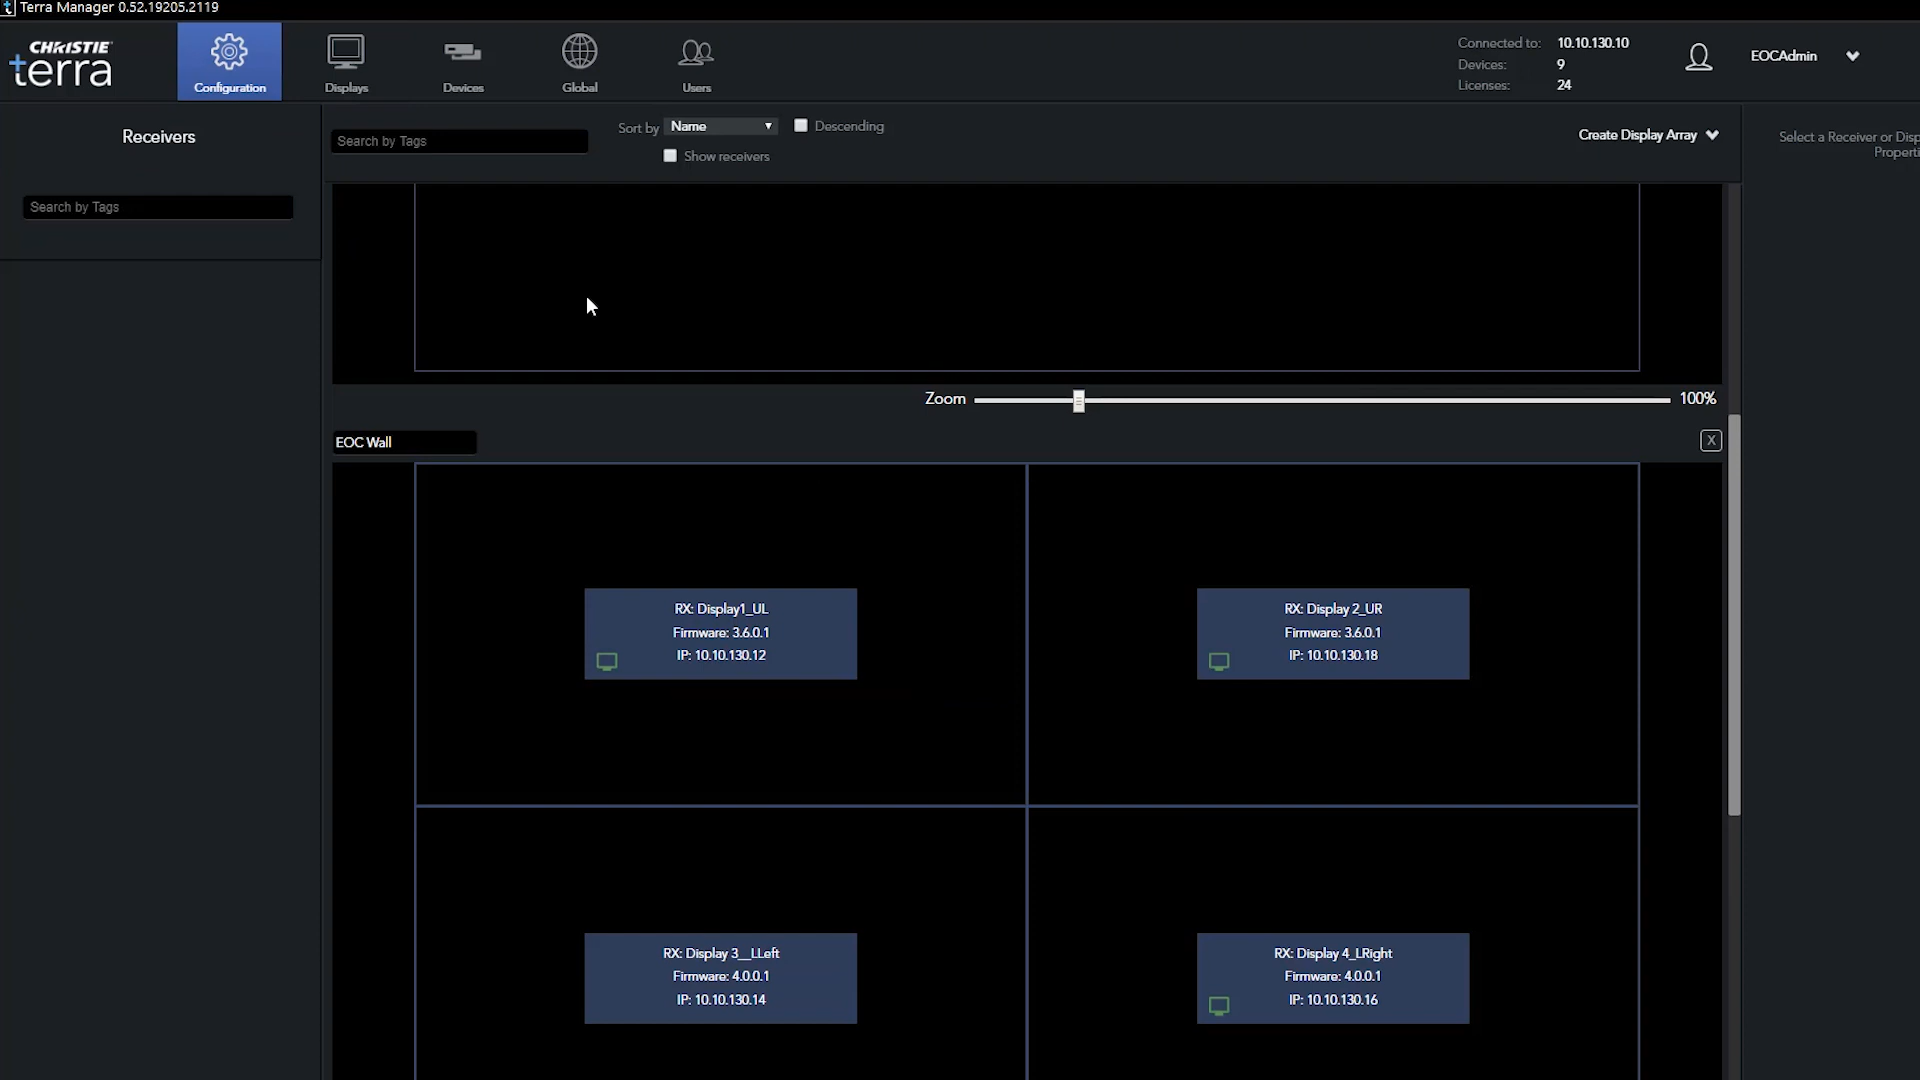 Terra Manager 0.52.19205.2119
CHRISTIE
terra
Configuration
Displays
Devices
Global
Users
Connected to: 10.10.130.10
Devices: 9
Licenses: 24
EOCAdmin
Receivers
Search by Tags
Search by Tags
Sort by Name
Descending
Show receivers
Create Display Array
Select a Receiver or Disp
Properti
Zoom 100%
EOC Wall
X
RX: Display1_UL
Firmware: 3.6.0.1
IP: 10.10.130.12
RX: Display 2_UR
Firmware: 3.6.0.1
IP: 10.10.130.18
RX: Display 3__LLeft
Firmware: 4.0.0.1
IP: 10.10.130.14
RX: Display 4_LRight
Firmware: 4.0.0.1
IP: 10.10.130.16